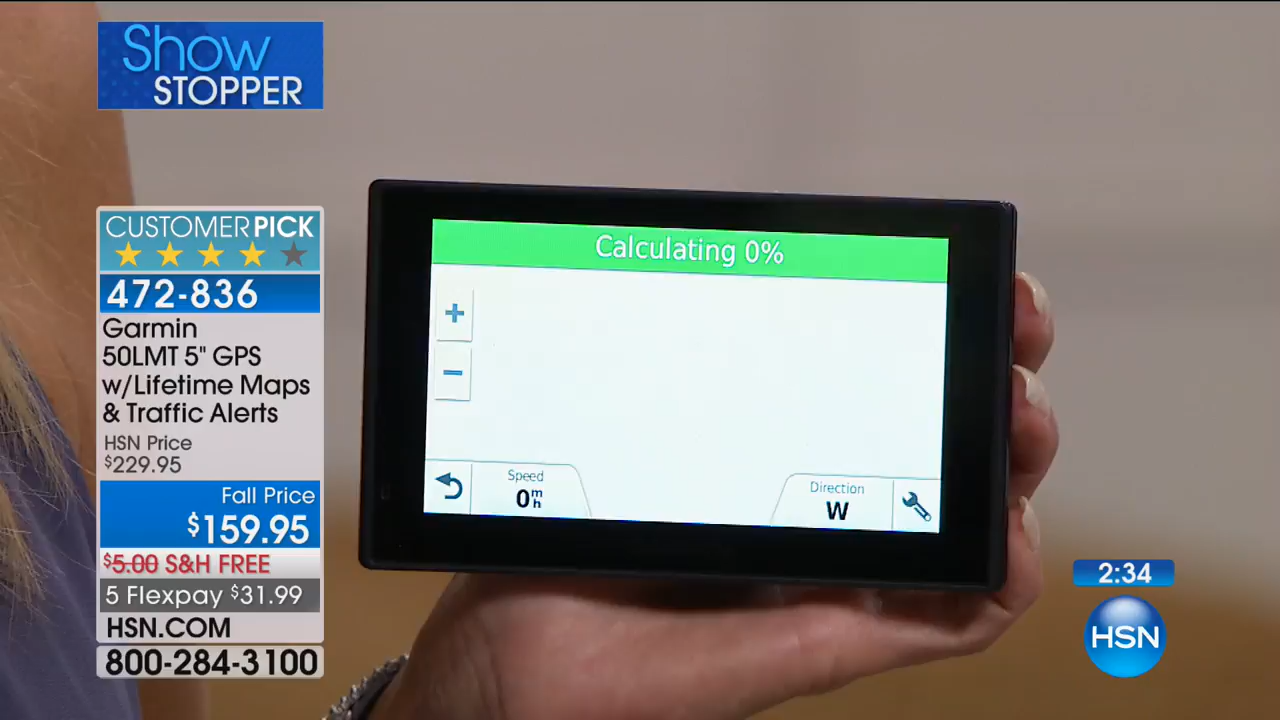 Show
STOPPER
CUSTOMER PICK
472-836
Garmin
50LMT 5" GPS
w/Lifetime Maps
& Traffic Alerts
HSN Price
$229.95
Fall Price
$159.95
$5.00 S&H FREE
5 Flexpay $31.99
HSN.COM
800-284-3100
Calculating 0%
+
−
Speed
0 mh
Direction
W
2:34
HSN